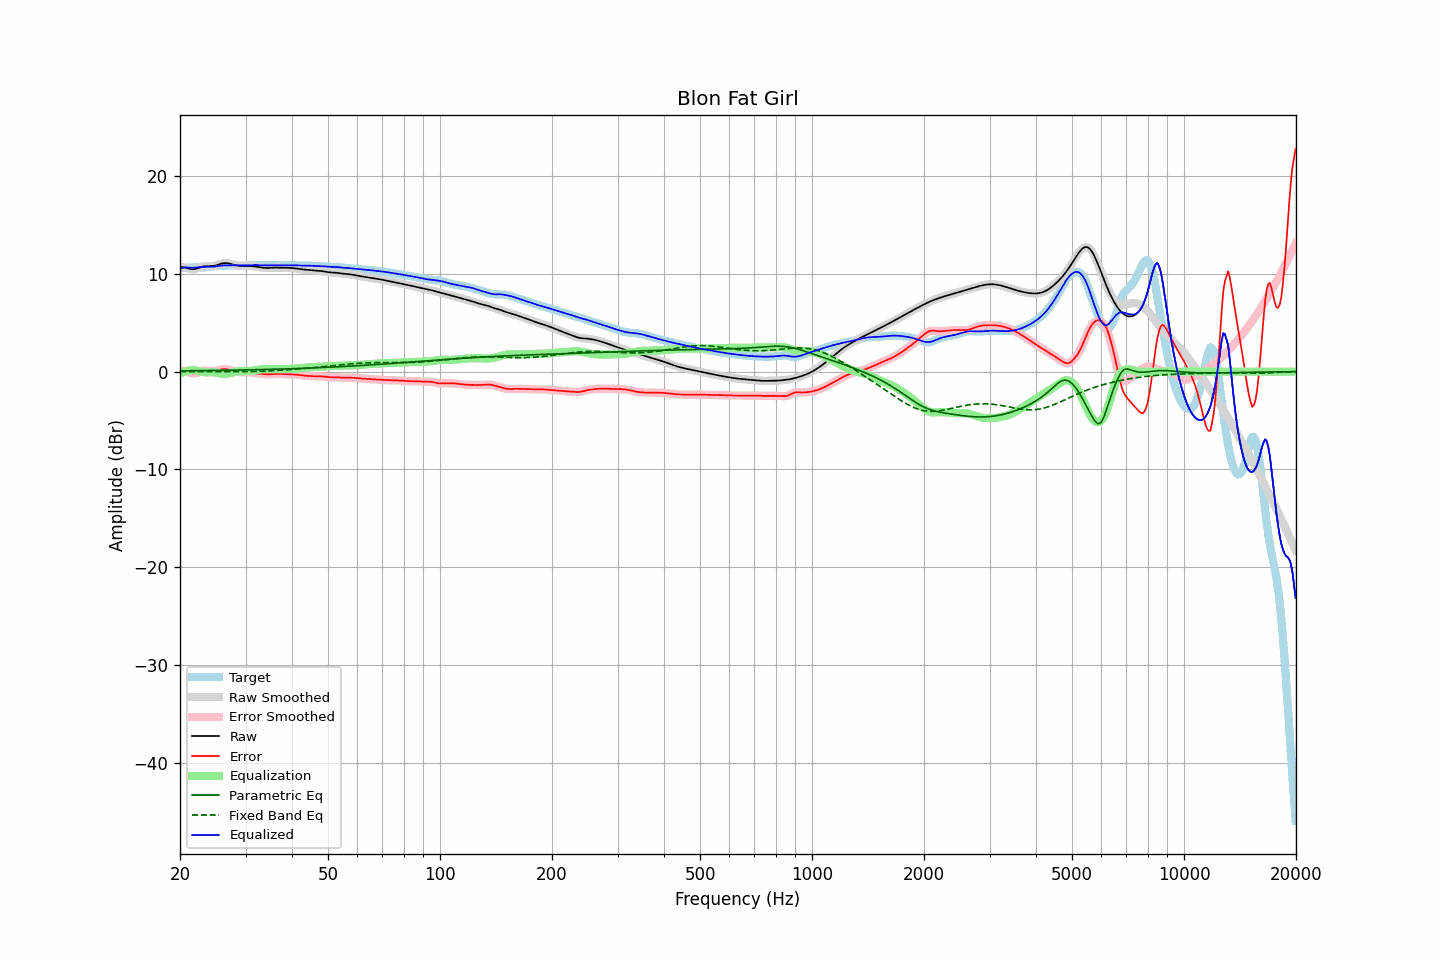 Blon Fat Girl
20
10
0
−10
−20
−30
−40
Amplitude (dBr)
Target
Raw Smoothed
Error Smoothed
Raw
Error
Equalization
Parametric Eq
Fixed Band Eq
Equalized
20 50 100 200 500 1000 2000 5000 10000 20000
Frequency (Hz)